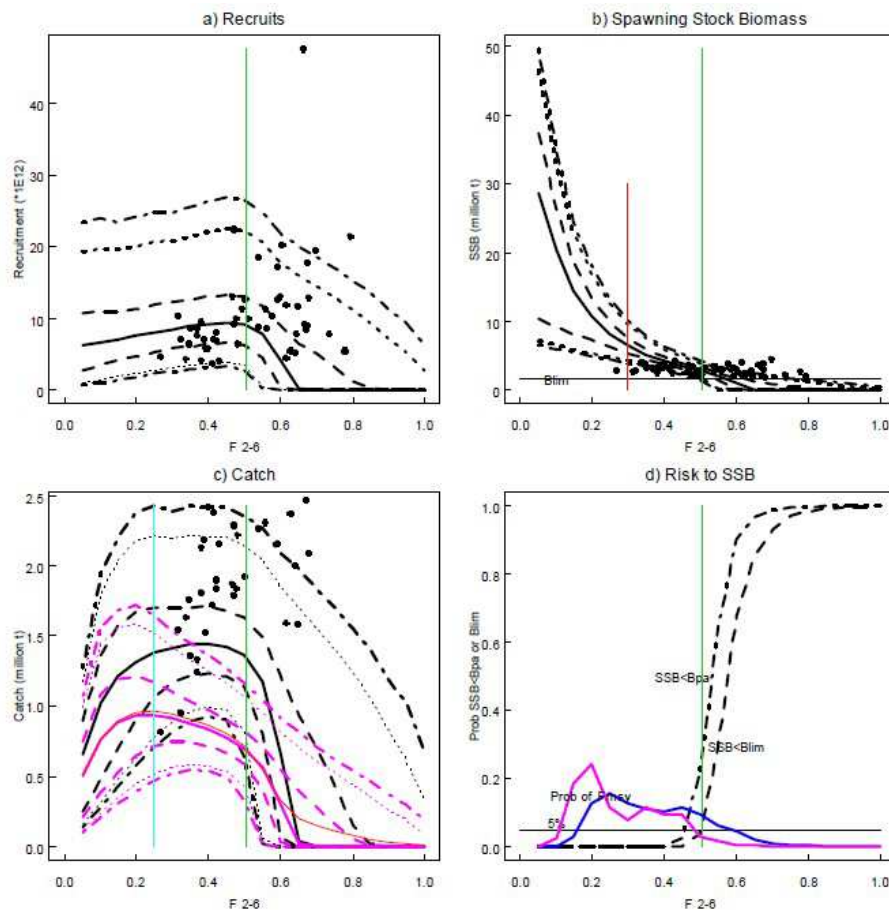 a) Recruits
Recruitment (*1E12)
40
30
20
10
0
0.0 0.2 0.4 0.6 0.8 1.0
F 2-6
b) Spawning Stock Biomass
SSB (million t)
50
40
30
20
10
0
Blim
0.0 0.2 0.4 0.6 0.8 1.0
F 2-6
c) Catch
Catch (million t)
2.5
2.0
1.5
1.0
0.5
0.0
0.0 0.2 0.4 0.6 0.8 1.0
F 2-6
d) Risk to SSB
Prob SSB<Bpa or Blim
1.0
0.8
0.6
0.4
0.2
0.0
SSB<Bpa
SSB<Blim
Prob of Fmsy
5%
0.0 0.2 0.4 0.6 0.8 1.0
F 2-6